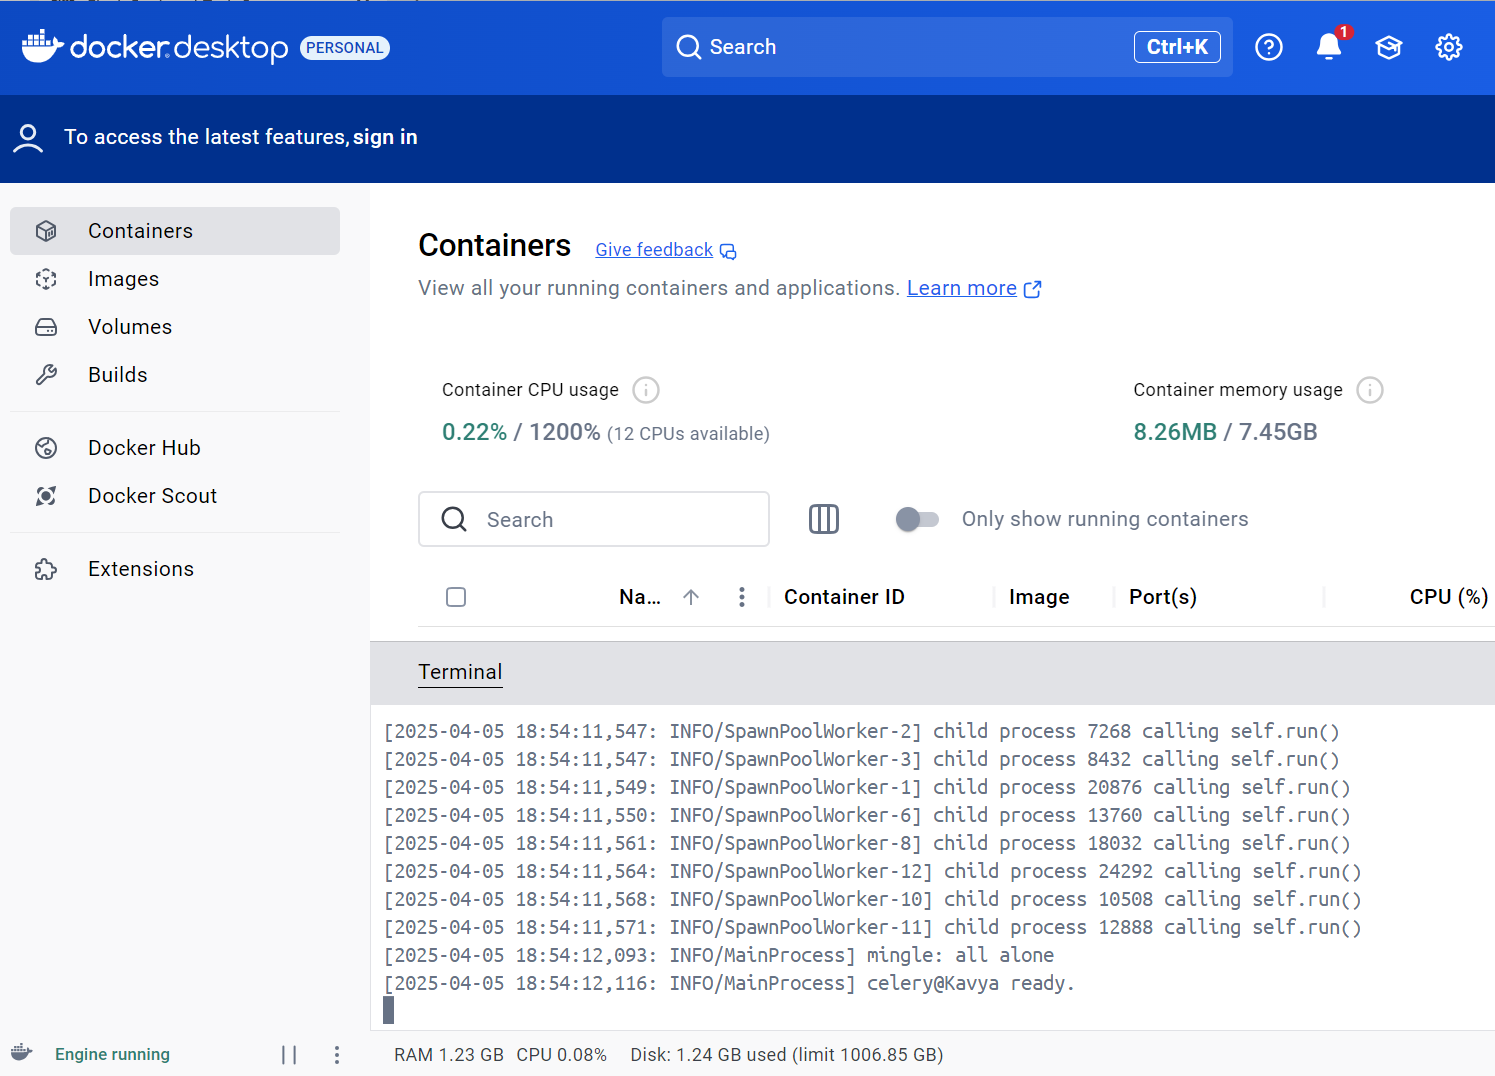 docker desktop PERSONAL
Search
Ctrl+K
1
To access the latest features, sign in
Containers
Images
Volumes
Builds
Docker Hub
Docker Scout
Extensions
Containers Give feedback
View all your running containers and applications. Learn more
Container CPU usage
0.22% / 1200% (12 CPUs available)
Container memory usage
8.26MB / 7.45GB
Search
Only show running containers
Na... Container ID Image Port(s) CPU (%)
Terminal
[2025-04-05 18:54:11,547: INFO/SpawnPoolWorker-2] child process 7268 calling self.run()
[2025-04-05 18:54:11,547: INFO/SpawnPoolWorker-3] child process 8432 calling self.run()
[2025-04-05 18:54:11,549: INFO/SpawnPoolWorker-1] child process 20876 calling self.run()
[2025-04-05 18:54:11,550: INFO/SpawnPoolWorker-6] child process 13760 calling self.run()
[2025-04-05 18:54:11,561: INFO/SpawnPoolWorker-8] child process 18032 calling self.run()
[2025-04-05 18:54:11,564: INFO/SpawnPoolWorker-12] child process 24292 calling self.run()
[2025-04-05 18:54:11,568: INFO/SpawnPoolWorker-10] child process 10508 calling self.run()
[2025-04-05 18:54:11,571: INFO/SpawnPoolWorker-11] child process 12888 calling self.run()
[2025-04-05 18:54:12,093: INFO/MainProcess] mingle: all alone
[2025-04-05 18:54:12,116: INFO/MainProcess] celery@Kavya ready.
Engine running
RAM 1.23 GB CPU 0.08% Disk: 1.24 GB used (limit 1006.85 GB)